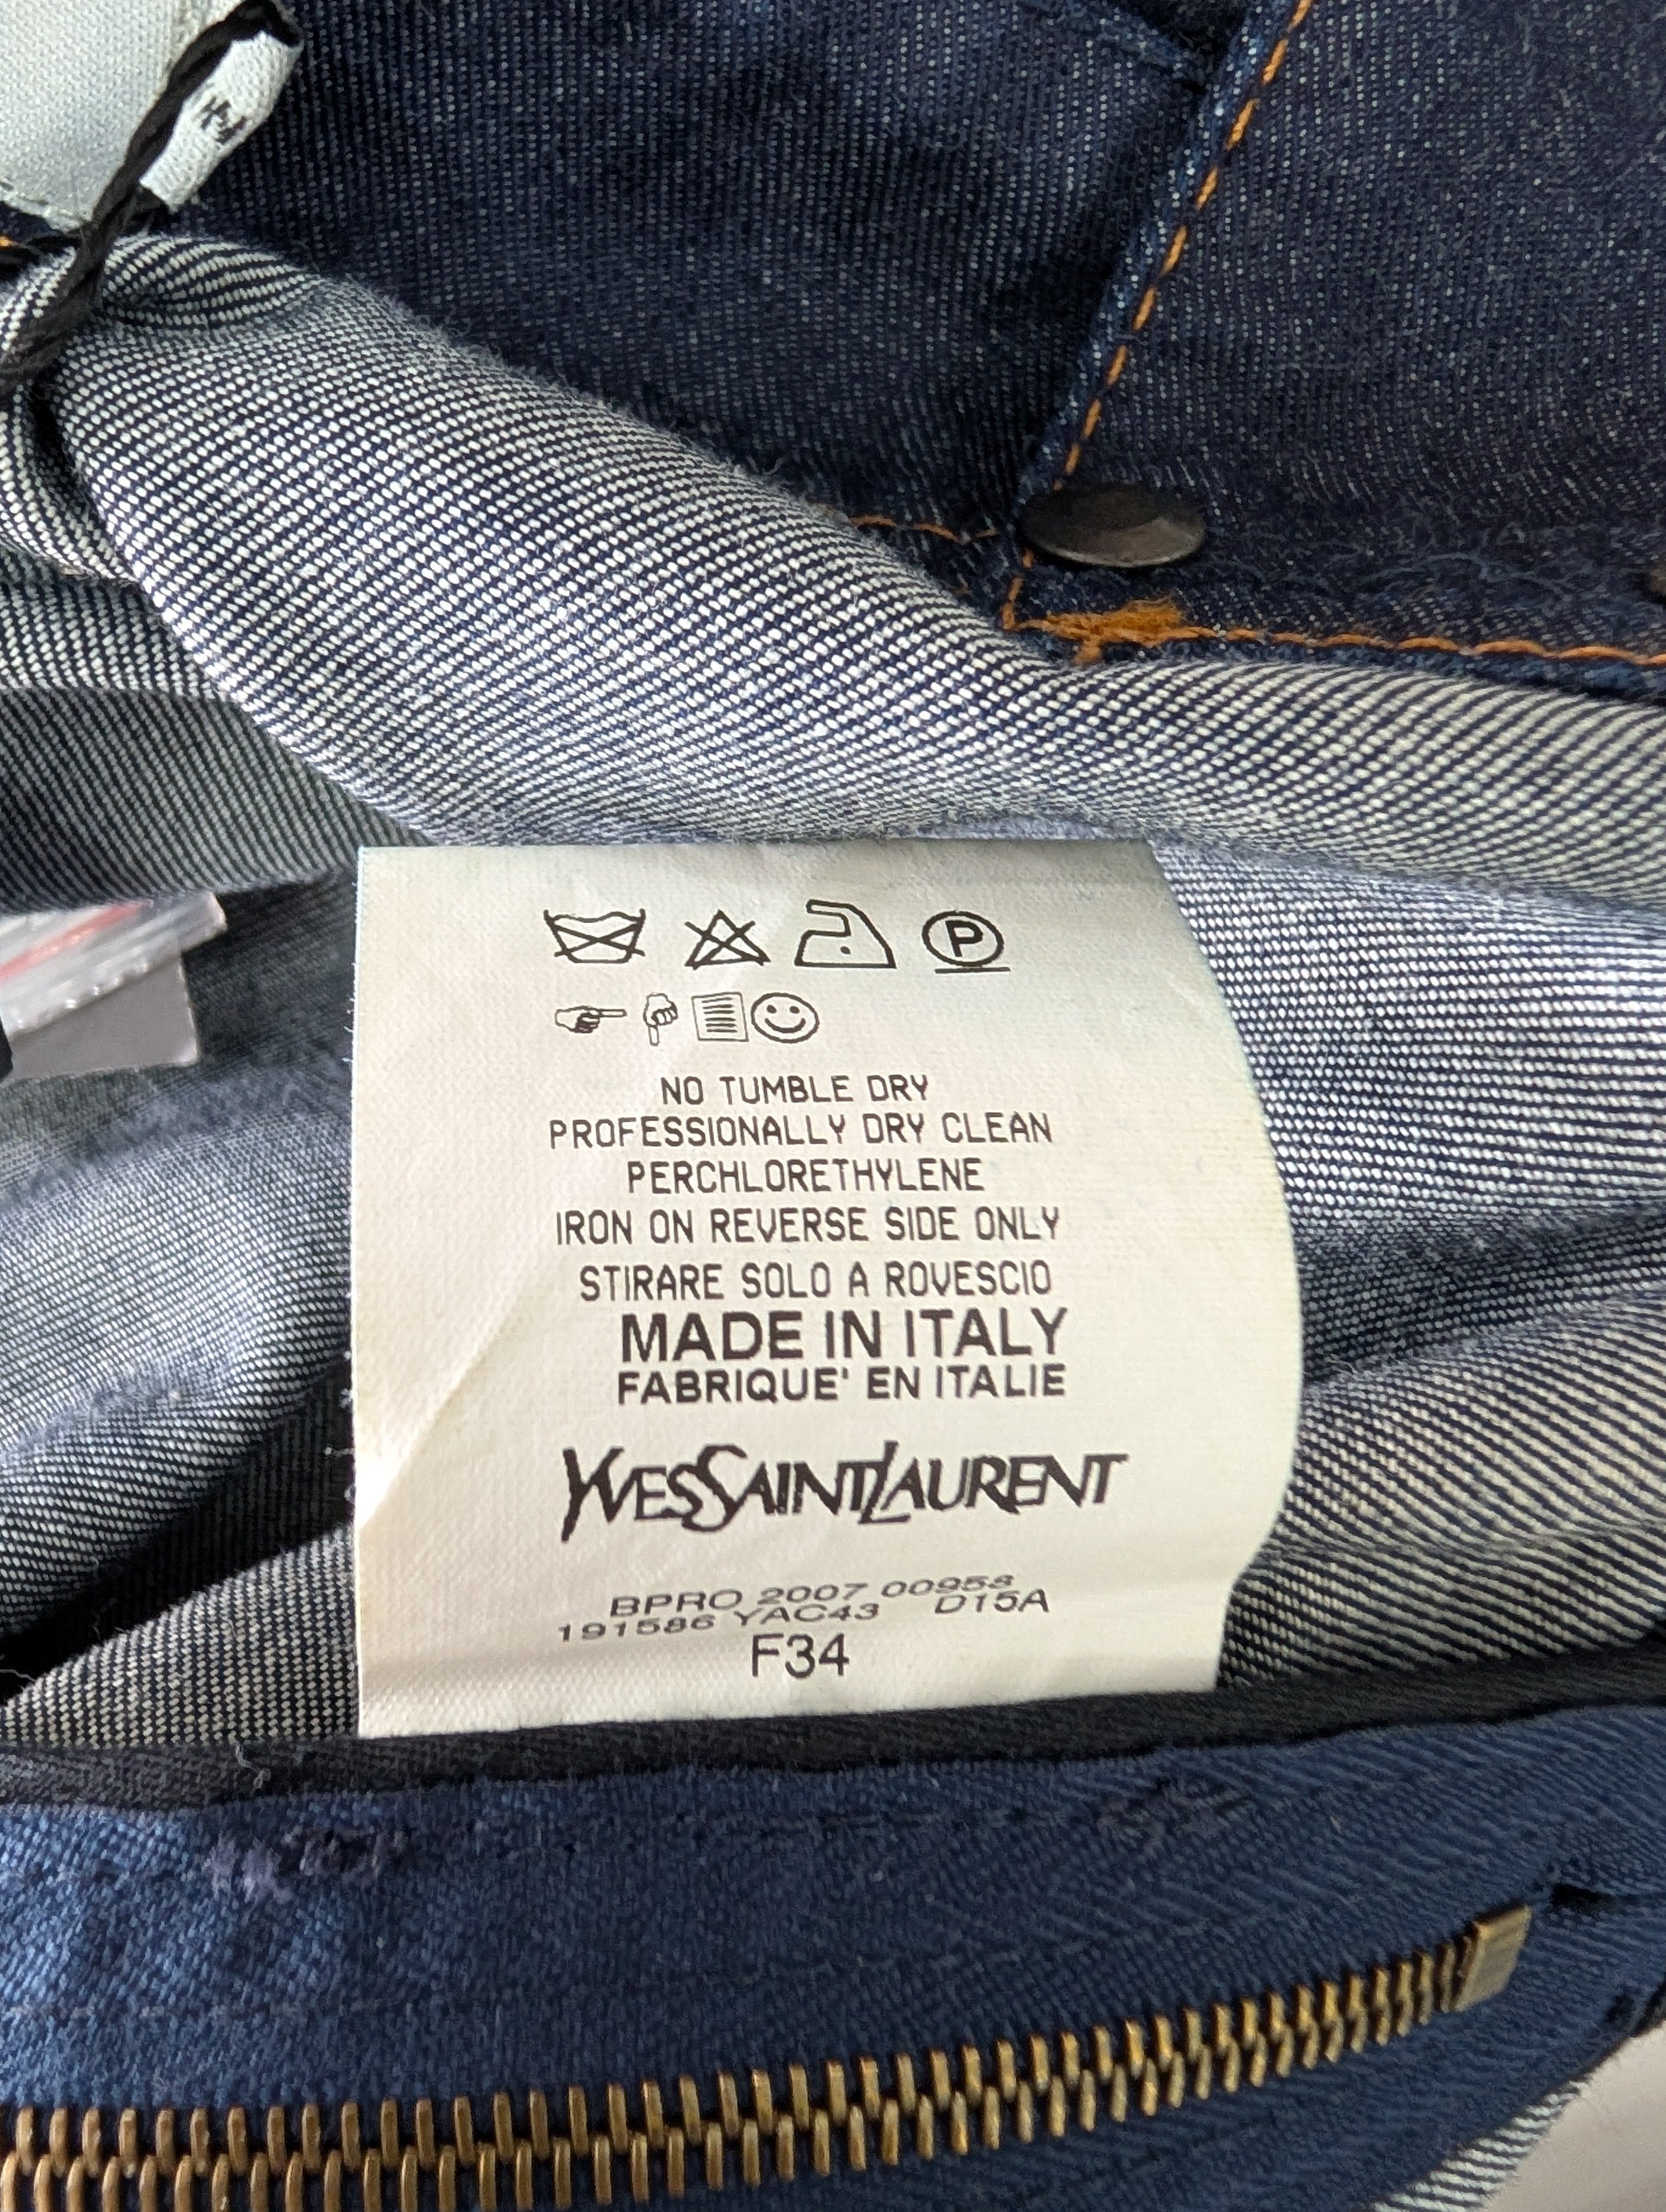 P
NO TUMBLE DRY
PROFESSIONALLY DRY CLEAN
PERCHLORETHYLENE
IRON ON REVERSE SIDE ONLY
STIRARE SOLO A ROVESCIO
MADE IN ITALY
FABRIQUE' EN ITALIE
YVESSAINTLAURENT
BPRO 2007 00958
191586 YAC43 D15A
F34